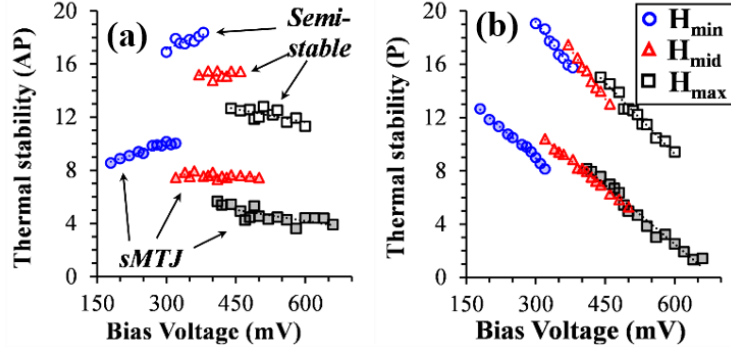 Thermal stability (AP)
20
16
12
8
4
0
150
300
450
600
Bias Voltage (mV)
(a)
Semi-
stable
sMTJ
Thermal stability (P)
20
16
12
8
4
0
150
300
450
600
Bias Voltage (mV)
(b)
Hmin
Hmid
Hmax